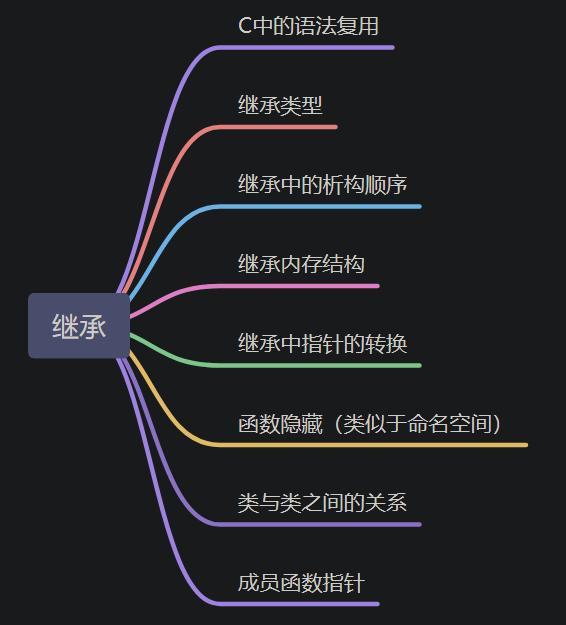 C中的语法复用
继承类型
继承中的析构顺序
继承内存结构
继承
继承中指针的转换
函数隐藏（类似于命名空间）
类与类之间的关系
成员函数指针